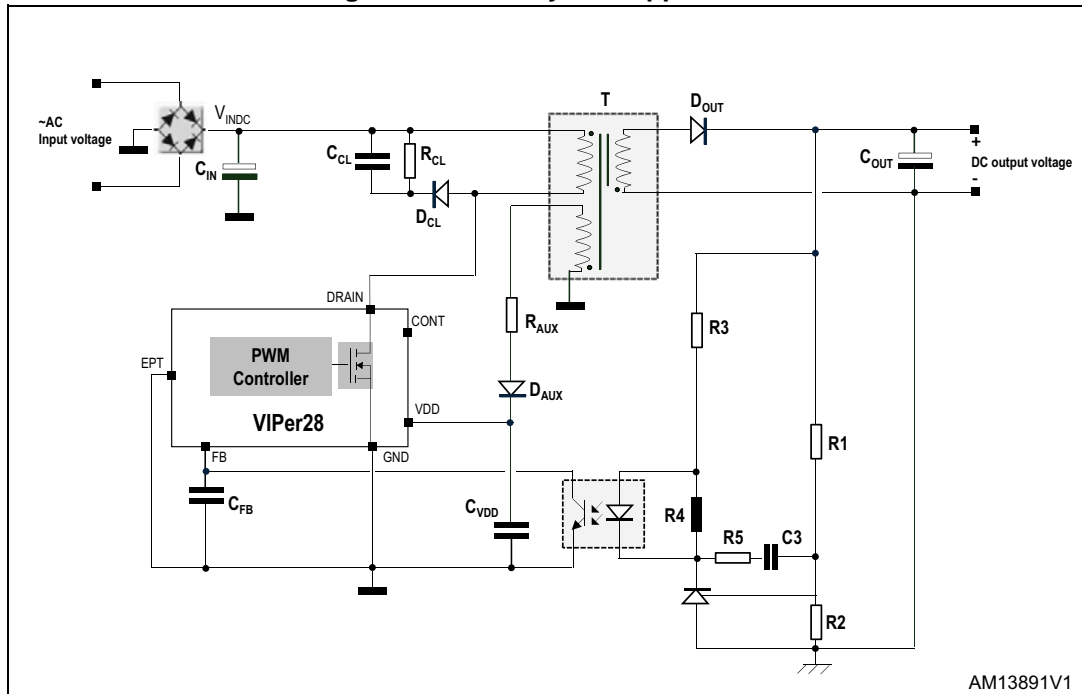 T
D_OUT
~AC
Input voltage
V_INDC
C_IN
C_CL
R_CL
D_CL
C_OUT
+
DC output voltage
-
DRAIN
CONT
EPT
PWM
Controller
VIPer28
VDD
FB
GND
R_AUX
D_AUX
R3
R1
C_FB
C_VDD
R4
R5
C3
R2
AM13891V1